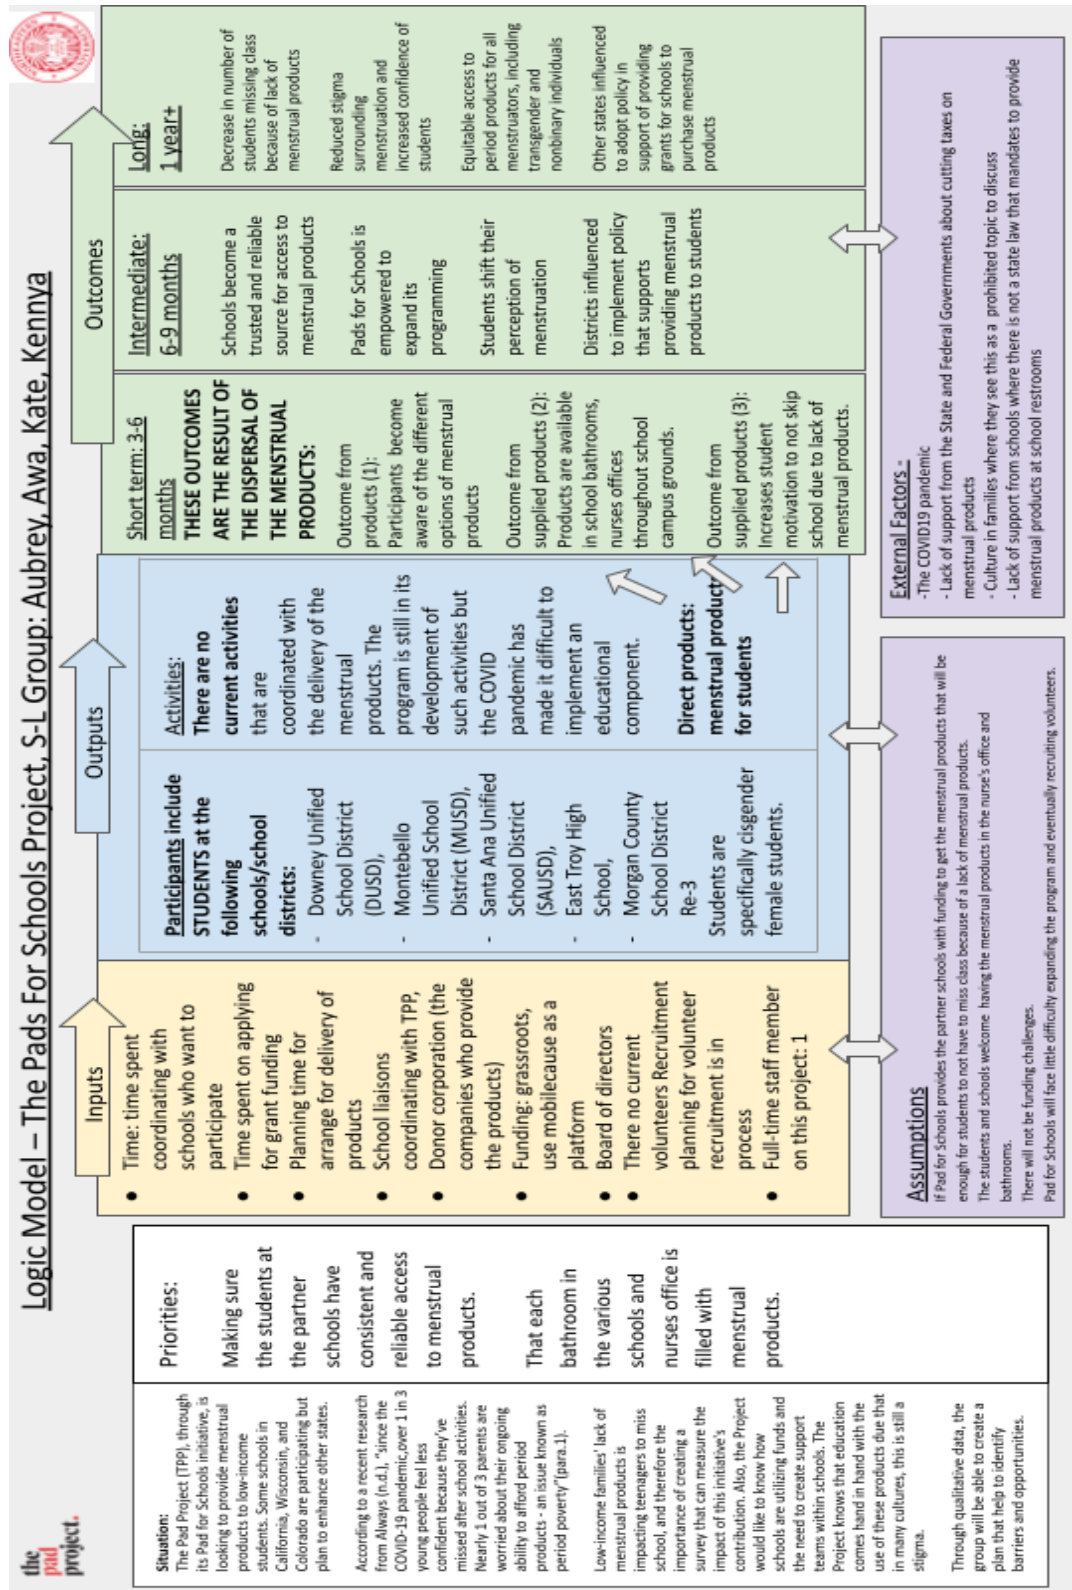 the
pad
project.
Logic Model – The Pads For Schools Project, S-L Group: Aubrey, Awa, Kate, Kennya
Situation:
The Pad Project (TPP), through
its Pad for Schools initiative, is
looking to provide menstrual
products to low-income
students. Some schools in
California, Wisconsin, and
Colorado are participating but
plan to enhance other states.
According to a recent research
from Always (n.d.), "since the
COVID-19 pandemic,over 1 in 3
young people feel less
confident because they've
missed after school activities.
Nearly 1 out of 3 parents are
worried about their ongoing
ability to afford period
products - an issue known as
period poverty"(para.1).
Low-income families' lack of
menstrual products is
impacting teenagers to miss
school, and therefore the
importance of creating a
survey that can measure the
impact of this initiative's
contribution. Also, the Project
would like to know how
schools are utilizing funds and
the need to create support
teams within schools. The
Project knows that education
comes hand in hand with the
use of these products due that
in many cultures, this is still a
stigma.
Through qualitative data, the
group will be able to create a
plan that help to identify
barriers and opportunities.
Priorities:
Making sure
the students at
the partner
schools have
consistent and
reliable access
to menstrual
products.
That each
bathroom in
the various
schools and
nurses office is
filled with
menstrual
products.
Inputs
● Time: time spent
coordinating with
schools who want to
participate
● Time spent on applying
for grant funding
● Planning time for
arrange for delivery of
products
● School liaisons
coordinating with TPP,
● Donor corporation (the
companies who provide
the products)
● Funding: grassroots,
use mobilecause as a
platform
● Board of directors
● There no current
volunteers Recruitment
planning for volunteer
recruitment is in
process
● Full-time staff member
on this project: 1
Outputs
Participants include
STUDENTS at the
following
schools/school
districts:
- Downey Unified
School District
(DUSD),
- Montebello
Unified School
District (MUSD),
- Santa Ana Unified
School District
(SAUSD),
- East Troy High
School,
- Morgan County
School District
Re-3
Students are
specifically cisgender
female students.
Activities:
There are no
current activities
that are
coordinated with
the delivery of the
menstrual
products. The
program is still in its
development of
such activities but
the COVID
pandemic has
made it difficult to
implement an
educational
component.
Direct products:
menstrual products
for students
Outcomes
Short term: 3-6
months
THESE OUTCOMES
ARE THE RESULT OF
THE DISPERSAL OF
THE MENSTRUAL
PRODUCTS:
Outcome from
products (1):
Participants become
aware of the different
options of menstrual
products
Outcome from
supplied products (2):
Products are available
in school bathrooms,
nurses offices
throughout school
campus grounds.
Outcome from
supplied products (3):
Increases student
motivation to not skip
school due to lack of
menstrual products.
Intermediate:
6-9 months
Schools become a
trusted and reliable
source for access to
menstrual products
Pads for Schools is
empowered to
expand its
programming
Students shift their
perception of
menstruation
Districts influenced
to implement policy
that supports
providing menstrual
products to students
Long:
1 year+
Decrease in number of
students missing class
because of lack of
menstrual products
Reduced stigma
surrounding
menstruation and
increased confidence of
students
Equitable access to
period products for all
menstruators, including
transgender and
nonbinary individuals
Other states influenced
to adopt policy in
support of providing
grants for schools to
purchase menstrual
products
Assumptions
If Pad for Schools provides the partner schools with funding to get the menstrual products that will be
enough for students to not have to miss class because of a lack of menstrual products.
The students and schools welcome having the menstrual products in the nurse's office and
bathrooms.
There will not be funding challenges.
Pad for Schools will face little difficulty expanding the program and eventually recruiting volunteers.
External Factors -
-The COVID19 pandemic
- Lack of support from the State and Federal Governments about cutting taxes on
menstrual products
- Culture in families where they see this as a prohibited topic to discuss
- Lack of support from schools where there is not a state law that mandates to provide
menstrual products at school restrooms